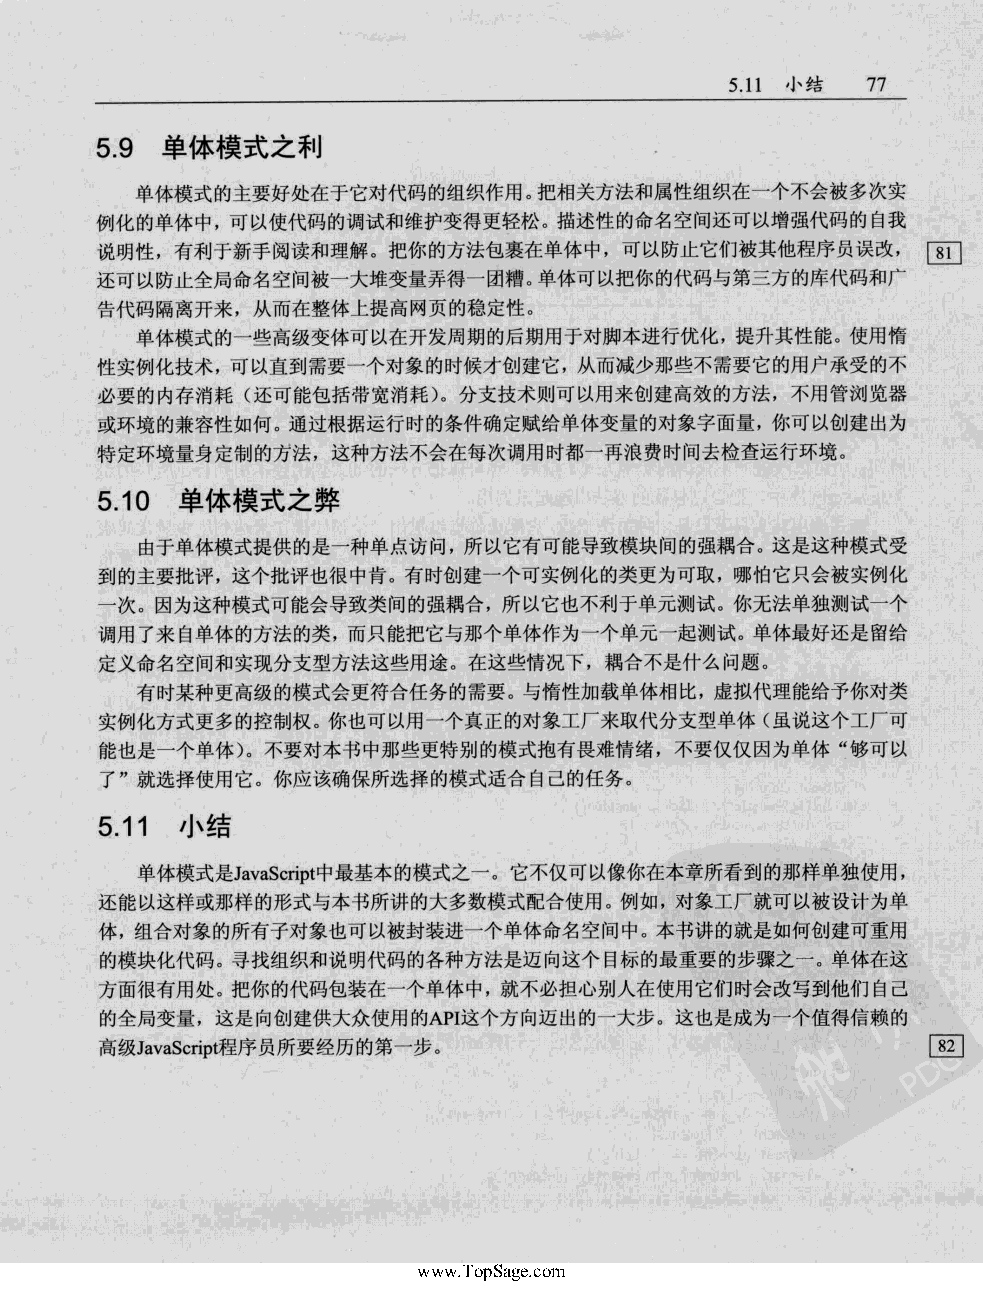 5.11 小结 77
5.9 单体模式之利
单体模式的主要好处在于它对代码的组织作用。把相关方法和属性组织在一个不会被多次实
例化的单体中，可以使代码的调试和维护变得更轻松。描述性的命名空间还可以增强代码的自我
说明性，有利于新手阅读和理解。把你的方法包裹在单体中，可以防止它们被其他程序员误改，
81
还可以防止全局命名空间被一大堆变量弄得一团糟。单体可以把你的代码与第三方的库代码和广
告代码隔离开来，从而在整体上提高网页的稳定性。
单体模式的一些高级变体可以在开发周期的后期用于对脚本进行优化，提升其性能。使用惰
性实例化技术，可以直到需要一个对象的时候才创建它，从而减少那些不需要它的用户承受的不
必要的内存消耗（还可能包括带宽消耗）。分支技术则可以用来创建高效的方法，不用管浏览器
或环境的兼容性如何。通过根据运行时的条件确定赋给单体变量的对象字面量，你可以创建出为
特定环境量身定制的方法，这种方法不会在每次调用时都一再浪费时间去检查运行环境。
5.10 单体模式之弊
由于单体模式提供的是一种单点访问，所以它有可能导致模块间的强耦合。这是这种模式受
到的主要批评，这个批评也很中肯。有时创建一个可实例化的类更为可取，哪怕它只会被实例化
一次。因为这种模式可能会导致类间的强耦合，所以它也不利于单元测试。你无法单独测试一个
调用了来自单体的方法的类，而只能把它与那个单体作为一个单元一起测试。单体最好还是留给
定义命名空间和实现分支型方法这些用途。在这些情况下，耦合不是什么问题。
有时某种更高级的模式会更符合任务的需要。与惰性加载单体相比，虚拟代理能给予你对类
实例化方式更多的控制权。你也可以用一个真正的对象工厂来取代分支型单体（虽说这个工厂可
能也是一个单体）。不要对本书中那些更特别的模式抱有畏难情绪，不要仅仅因为单体“够可以
了”就选择使用它。你应该确保所选择的模式适合自己的任务。
5.11 小结
单体模式是JavaScript中最基本的模式之一。它不仅可以像你在本章所看到的那样单独使用，
还能以这样或那样的形式与本书所讲的大多数模式配合使用。例如，对象工厂就可以被设计为单
体，组合对象的所有子对象也可以被封装进一个单体命名空间中。本书讲的就是如何创建可重用
的模块化代码。寻找组织和说明代码的各种方法是迈向这个目标的最重要的步骤之一。单体在这
方面很有用处。把你的代码包装在一个单体中，就不必担心别人在使用它们时会改写到他们自己
的全局变量，这是向创建供大众使用的API这个方向迈出的一大步。这也是成为一个值得信赖的
高级JavaScript程序员所要经历的第一步。
82
PDG
www.TopSage.com